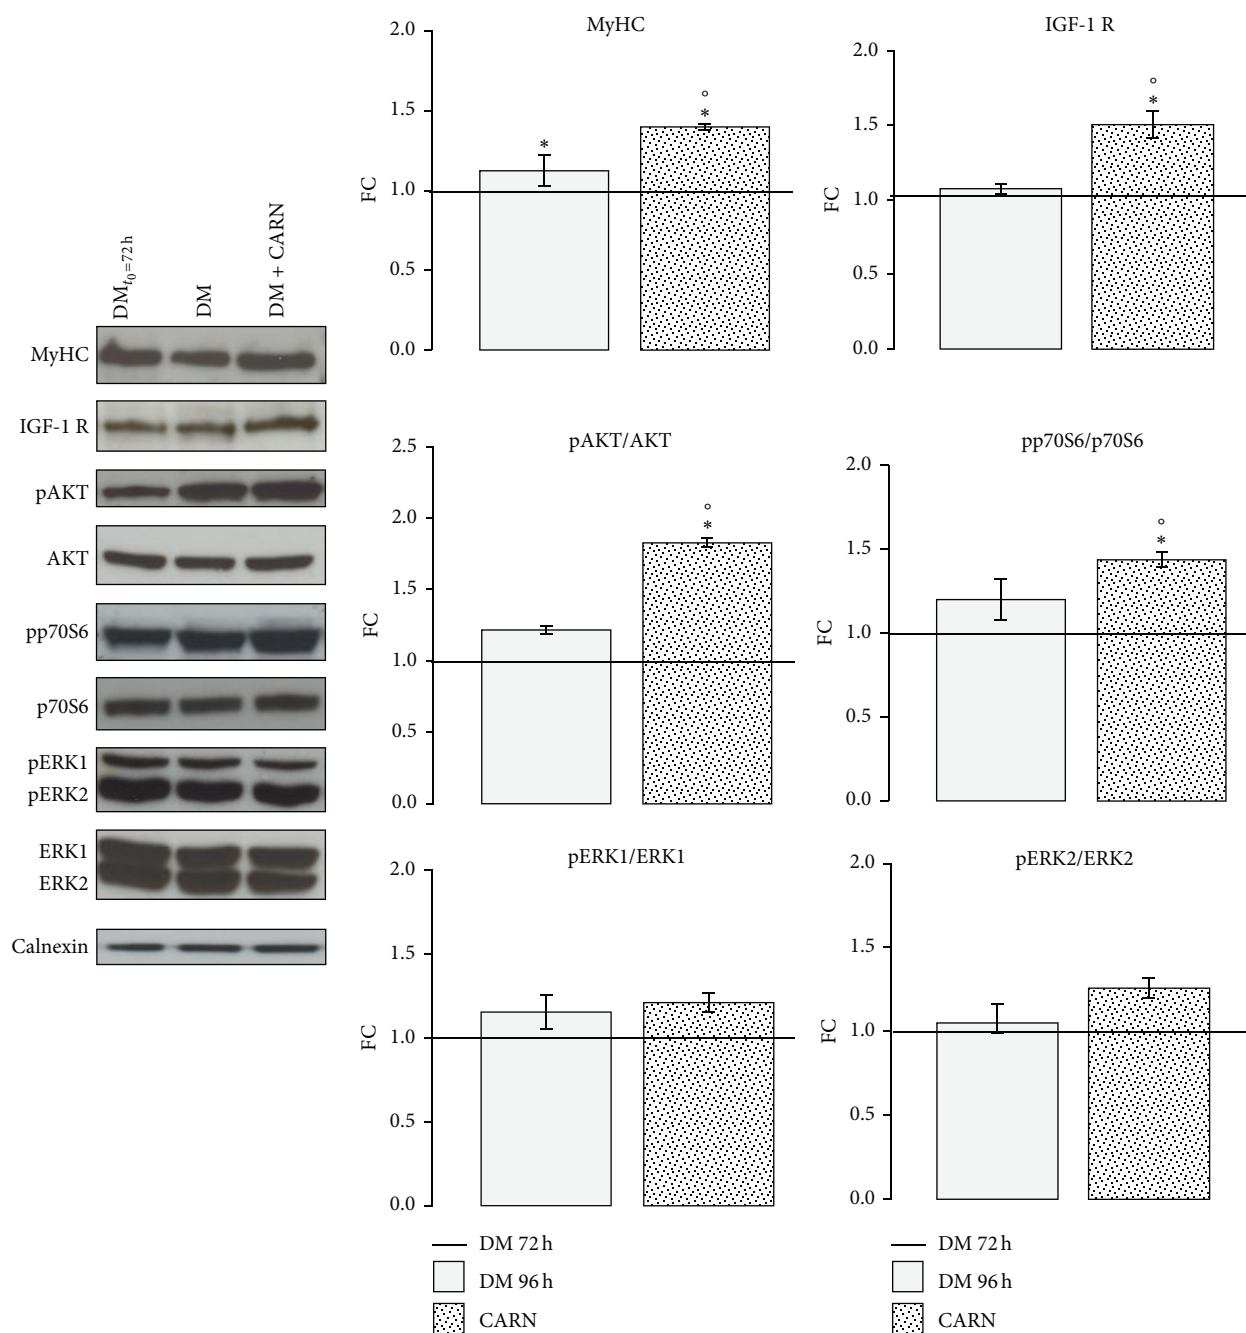 DM t₀=72 h
DM
DM + CARN
MyHC
IGF-1 R
pAKT
AKT
pp70S6
p70S6
pERK1
pERK2
ERK1
ERK2
Calnexin
MyHC
2.0
1.5
1.0
0.5
0.0
FC
*
°
*
IGF-1 R
2.0
1.5
1.0
0.5
0.0
FC
°
*
pAKT/AKT
2.5
2.0
1.5
1.0
0.5
0.0
FC
°
*
pp70S6/p70S6
2.0
1.5
1.0
0.5
0.0
FC
°
*
pERK1/ERK1
2.0
1.5
1.0
0.5
0.0
FC
pERK2/ERK2
2.0
1.5
1.0
0.5
0.0
FC
DM 72 h
DM 96 h
CARN
DM 72 h
DM 96 h
CARN